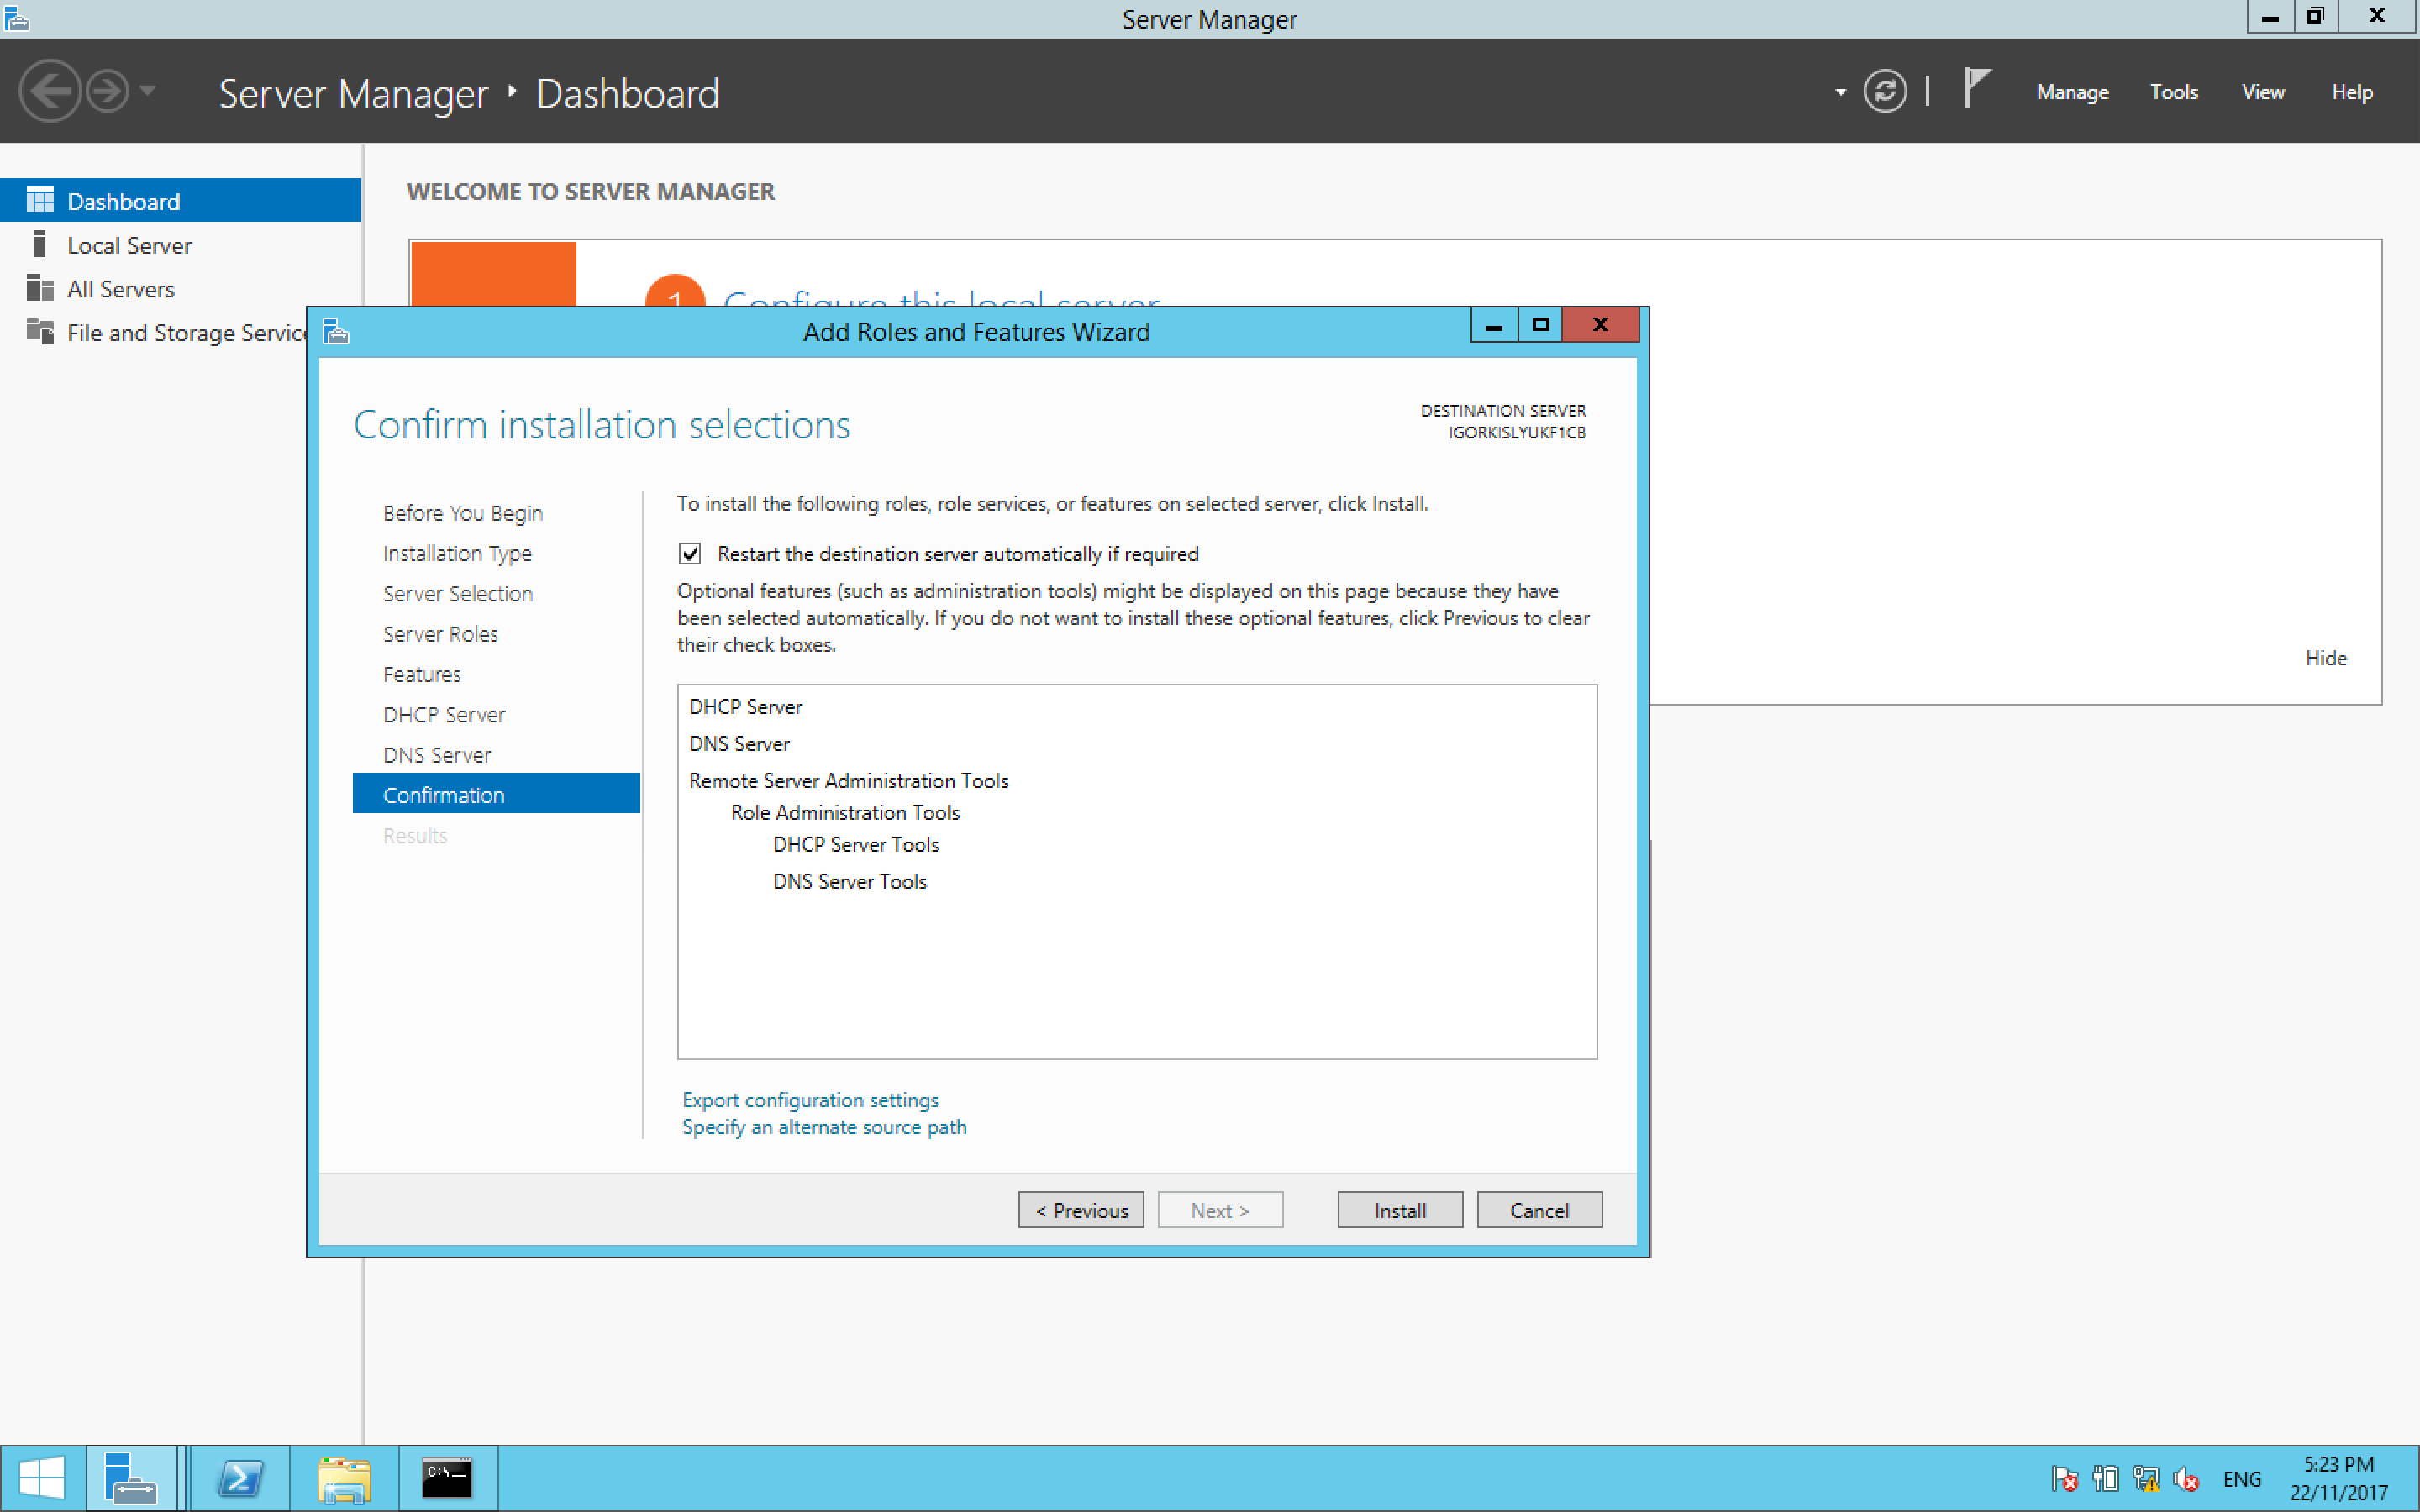 Server Manager
Server Manager ‣ Dashboard
Manage
Tools
View
Help
Dashboard
Local Server
All Servers
File and Storage Servic
WELCOME TO SERVER MANAGER
1
Configure this local server
Hide
Add Roles and Features Wizard
Confirm installation selections
DESTINATION SERVER
IGORKISLYUKF1CB
Before You Begin
Installation Type
Server Selection
Server Roles
Features
DHCP Server
DNS Server
Confirmation
Results
To install the following roles, role services, or features on selected server, click Install.
Restart the destination server automatically if required
Optional features (such as administration tools) might be displayed on this page because they have
been selected automatically. If you do not want to install these optional features, click Previous to clear
their check boxes.
DHCP Server
DNS Server
Remote Server Administration Tools
Role Administration Tools
DHCP Server Tools
DNS Server Tools
Export configuration settings
Specify an alternate source path
< Previous
Next >
Install
Cancel
C:\_
ENG
5:23 PM
22/11/2017